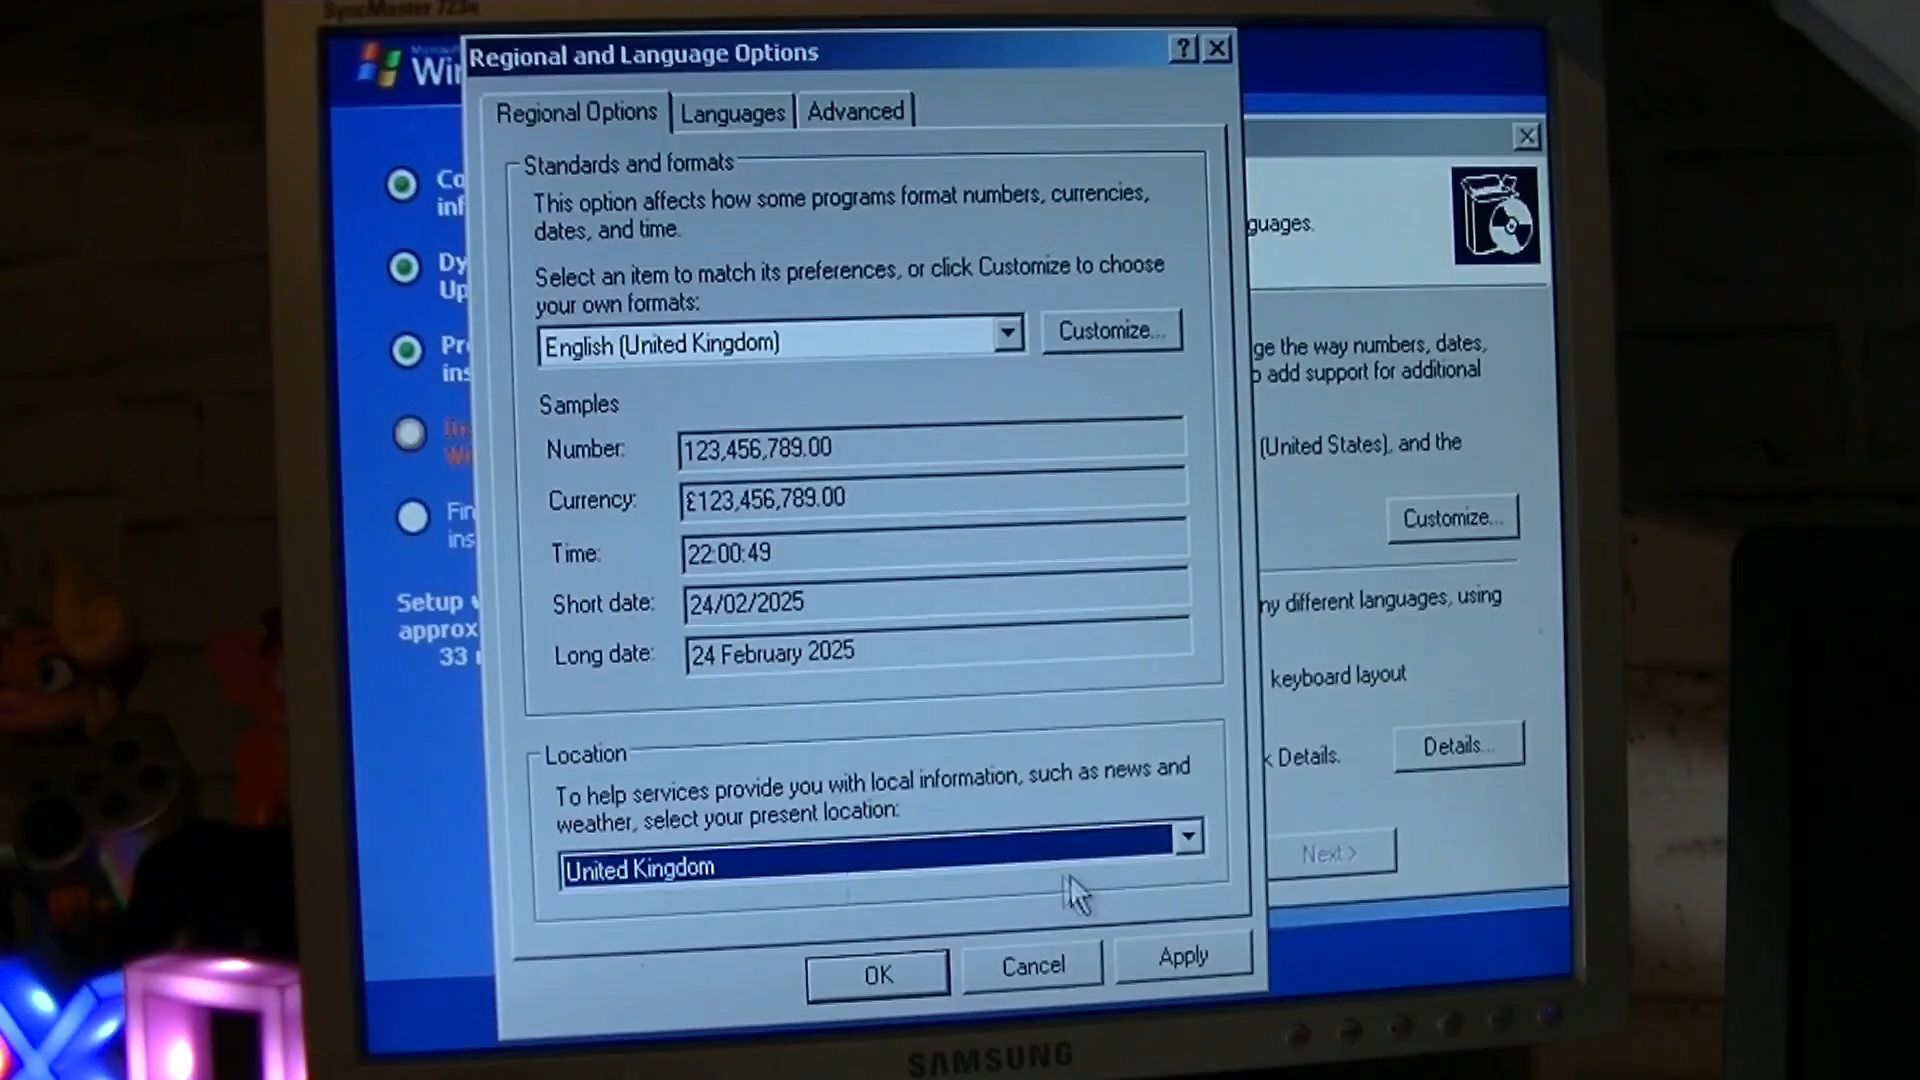 SyncMaster 723N
Microsoft
Regional and Language Options
Regional Options
Languages
Advanced
Standards and formats
This option affects how some programs format numbers, currencies,
dates, and time.
Select an item to match its preferences, or click Customize to choose
your own formats:
English (United Kingdom)
Customize...
Samples
Number:
123,456,789.00
Currency:
£123,456,789.00
Time:
22:00:49
Short date:
24/02/2025
Long date:
24 February 2025
Location
To help services provide you with local information, such as news and
weather, select your present location:
United Kingdom
OK
Cancel
Apply
Setup
approx
33
guages.
ge the way numbers, dates,
add support for additional
(United States), and the
Customize...
ny different languages, using
keyboard layout
Details.
Details...
Next >
SAMSUNG